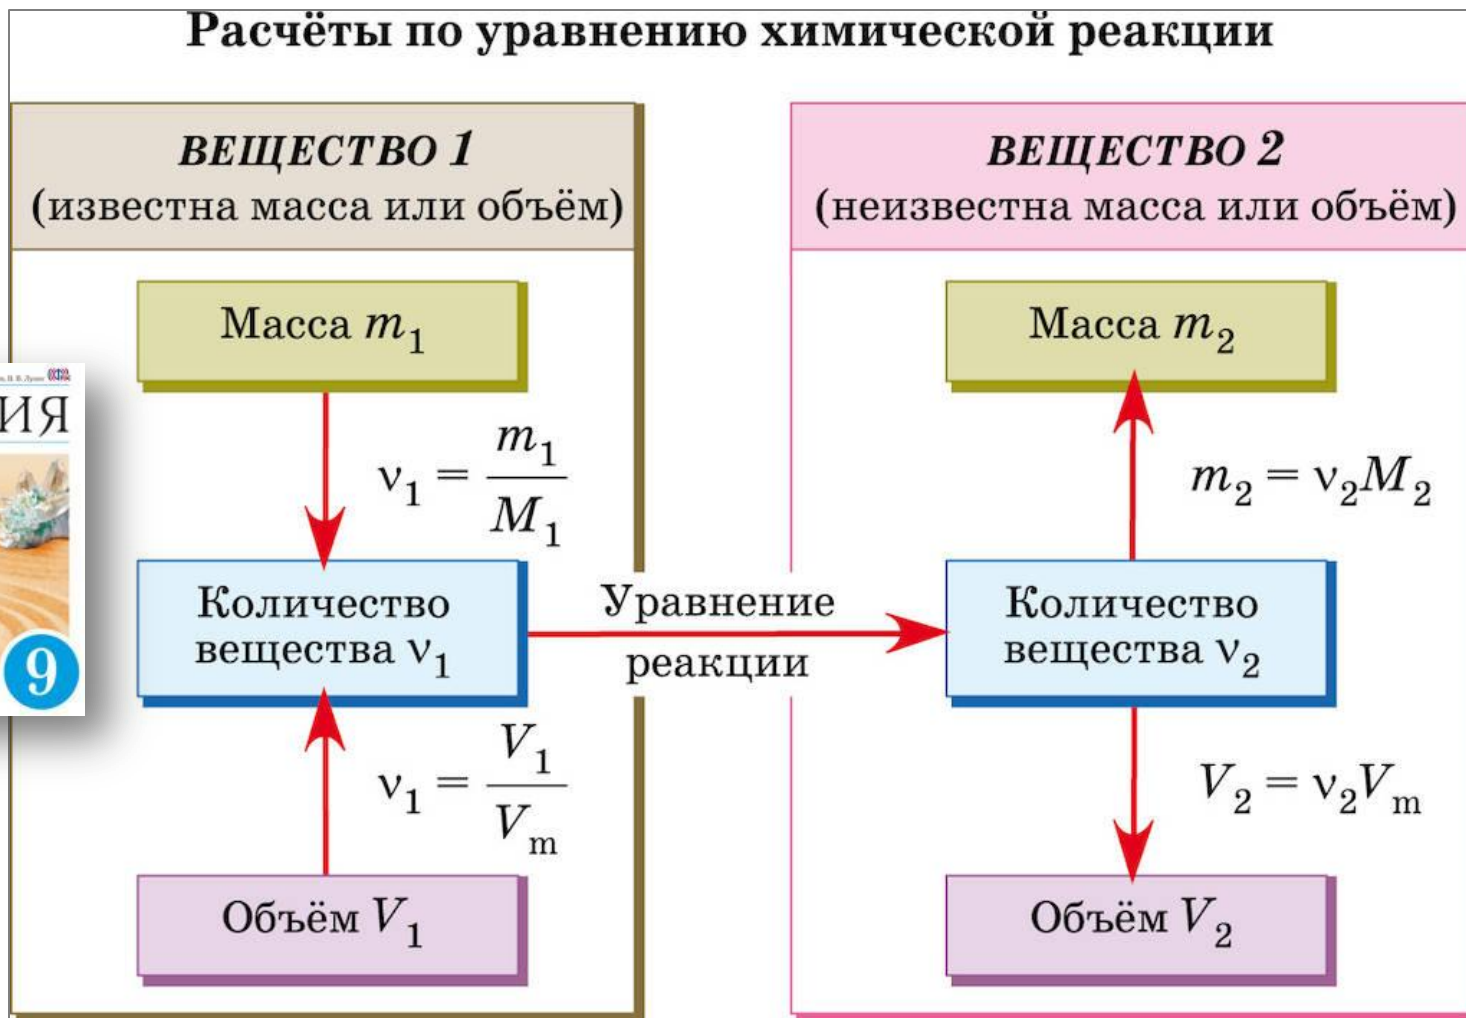 Расчёты по уравнению химической реакции
ВЕЩЕСТВО 1
(известна масса или объём)
Масса m₁
ν₁ = m₁/M₁
Количество
вещества ν₁
ν₁ = V₁/Vₘ
Объём V₁
Уравнение
реакции
ВЕЩЕСТВО 2
(неизвестна масса или объём)
Масса m₂
m₂ = ν₂M₂
Количество
вещества ν₂
V₂ = ν₂Vₘ
Объём V₂
ИЯ
9